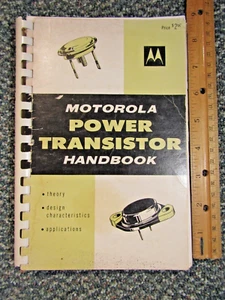 MOTOROLA
POWER
TRANSISTOR
HANDBOOK
• theory
• design
characteristics
• applications